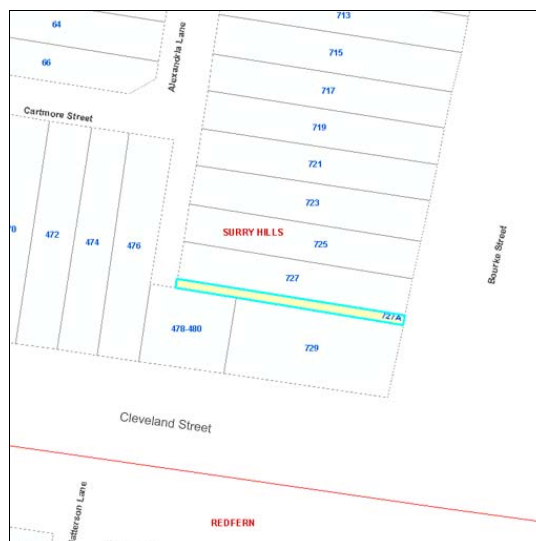 713
64
715
Alexandria Lane
66
717
Cartmore Street
719
721
723
70
472
474
476
SURRY HILLS
725
Bourke Street
727
727A
478-480
729
Cleveland Street
Patterson Lane
REDFERN